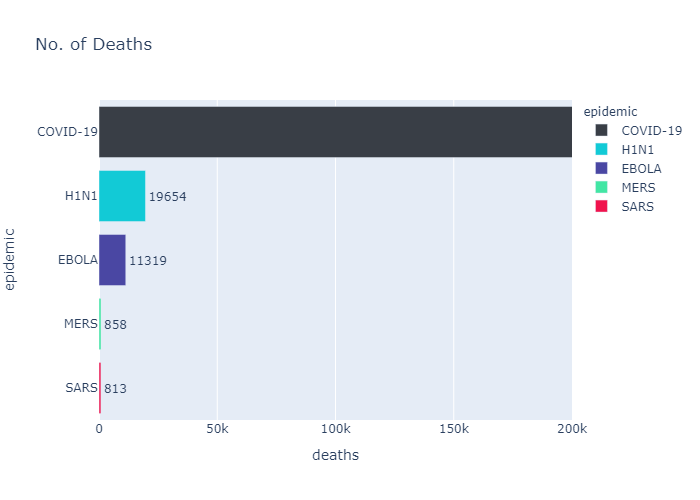 No. of Deaths
epidemic
COVID-19
H1N1
EBOLA
MERS
SARS
COVID-19
H1N1 19654
EBOLA 11319
MERS 858
SARS 813
epidemic
0 50k 100k 150k 200k
deaths